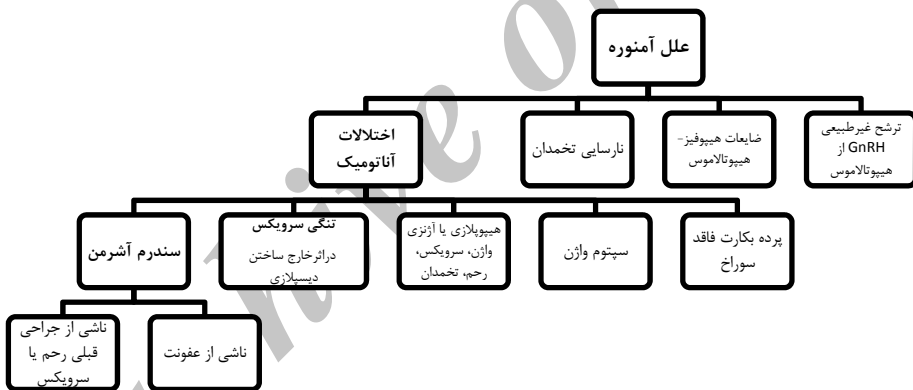 علل آمنوره
ترشح غیرطبیعی
GnRH از
هیپوتالاموس
ضایعات هیپوفیز-
هیپوتالاموس
نارسایی تخمدان
اختلالات
آناتومیک
پرده بکارت فاقد
سوراخ
سپتوم واژن
هیپوپلازی یا آژنزی
واژن، سرویکس،
رحم، تخمدان
تنگی سرویکس
دراثرخارج ساختن
دیسپلازی
سندرم آشرمن
ناشی از عفونت
ناشی از جراحی
قبلی رحم یا
سرویکس